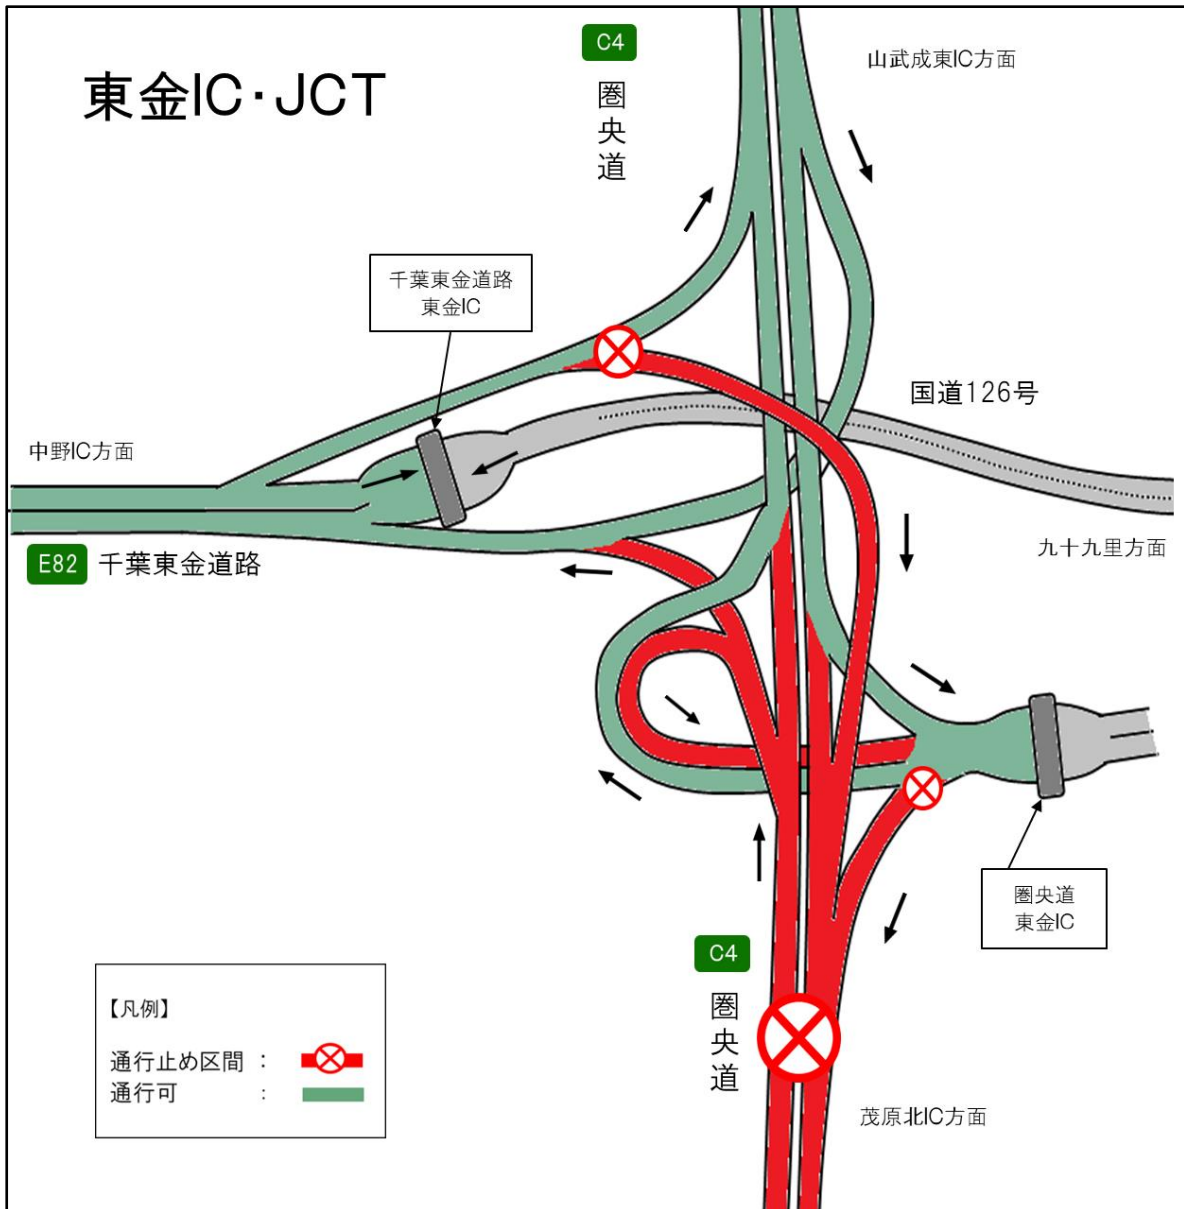 東金IC・JCT
C4
圏央道
山武成東IC方面
千葉東金道路
東金IC
国道126号
中野IC方面
E82 千葉東金道路
九十九里方面
圏央道
東金IC
C4
圏央道
茂原北IC方面
【凡例】
通行止め区間 :
通行可 :